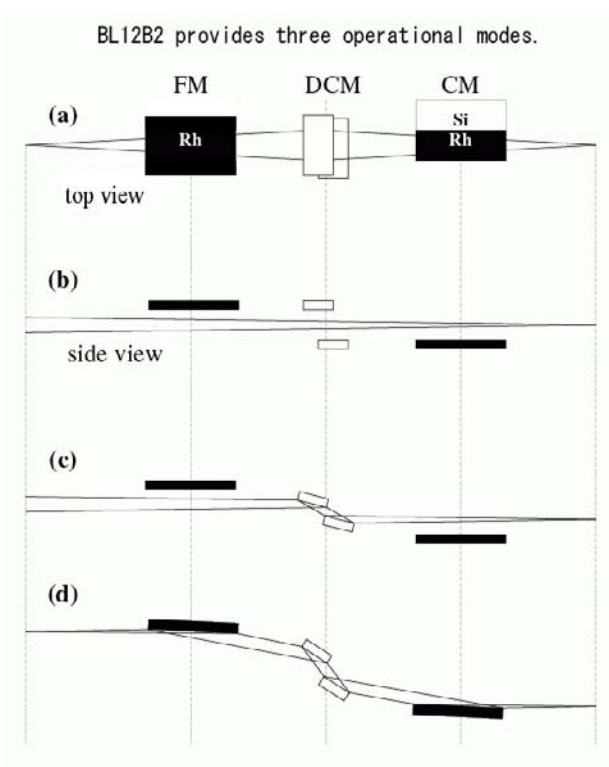 BL12B2 provides three operational modes.
FM DCM CM
(a)
Si
Rh Rh
top view
(b)
side view
(c)
(d)